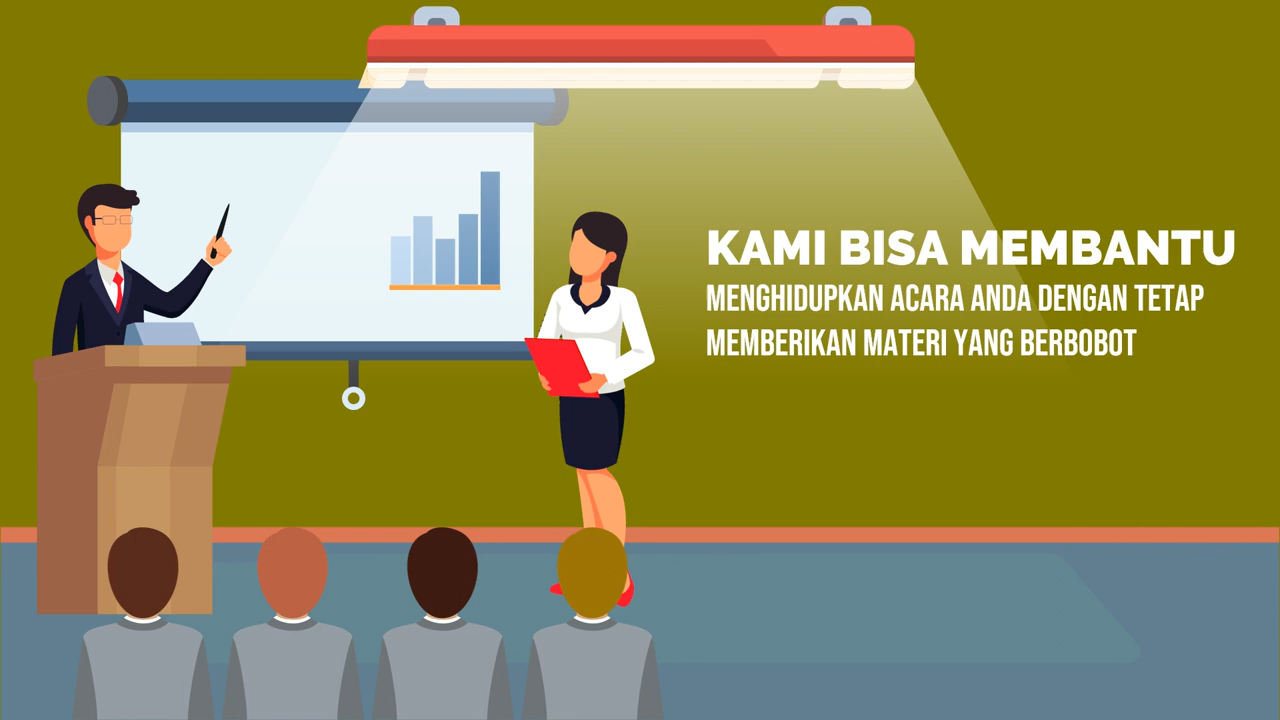 KAMI BISA MEMBANTU
MENGHIDUPKAN ACARA ANDA DENGAN TETAP
MEMBERIKAN MATERI YANG BERBOBOT